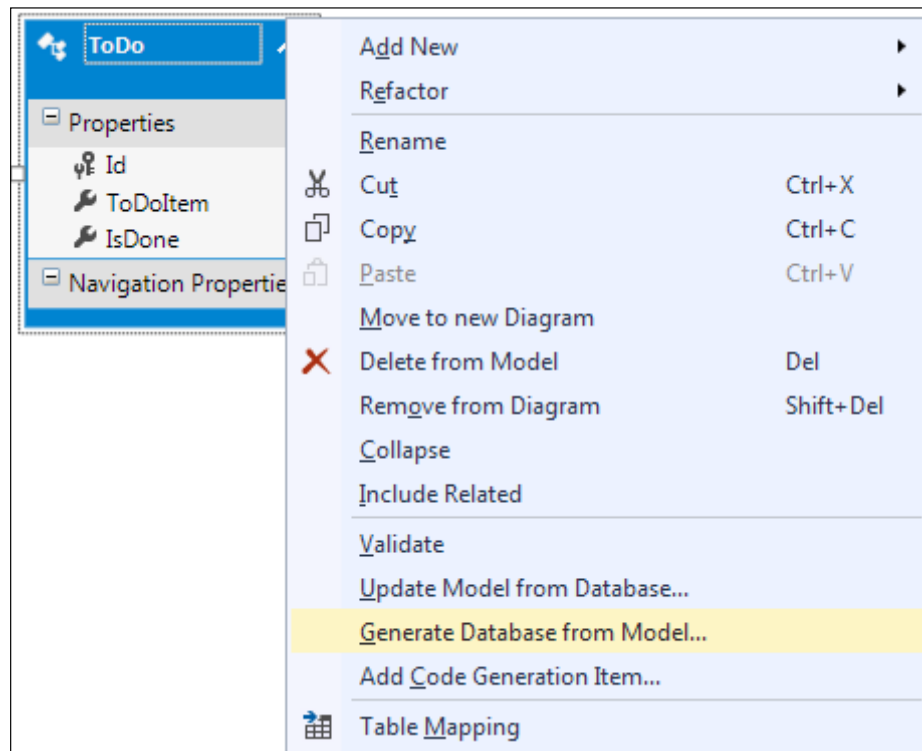 ToDo
Properties
Id
ToDoItem
IsDone
Navigation Propertie
Add New
Refactor
Rename
Cut Ctrl+X
Copy Ctrl+C
Paste Ctrl+V
Move to new Diagram
Delete from Model Del
Remove from Diagram Shift+Del
Collapse
Include Related
Validate
Update Model from Database...
Generate Database from Model...
Add Code Generation Item...
Table Mapping